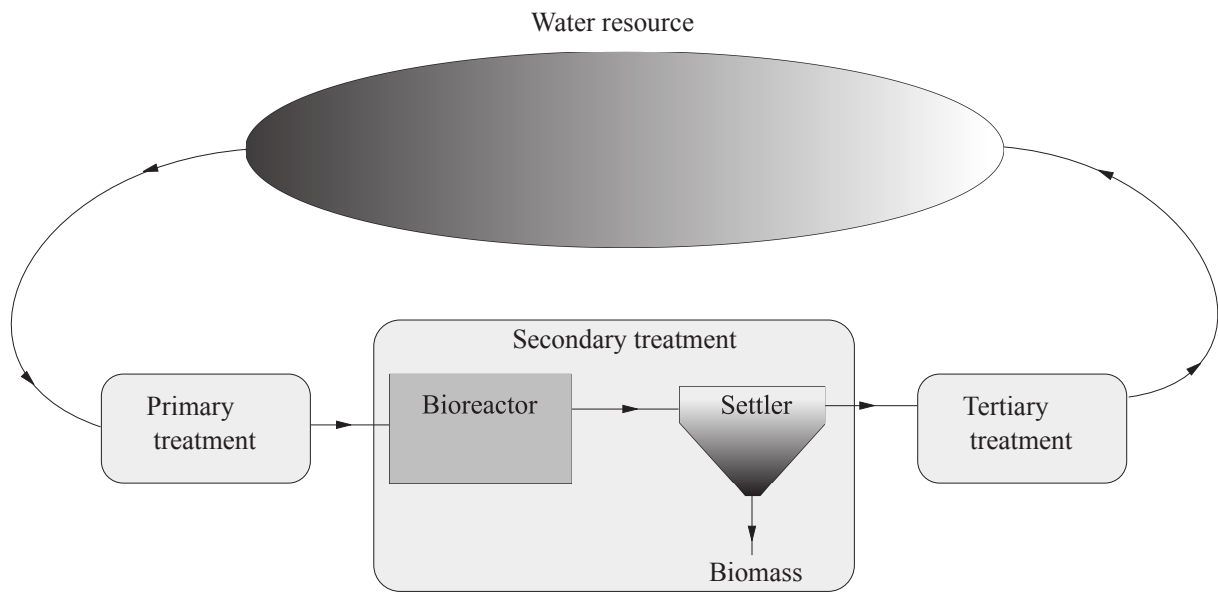 Water resource
Secondary treatment
Primary
treatment
Bioreactor
Settler
Tertiary
treatment
Biomass